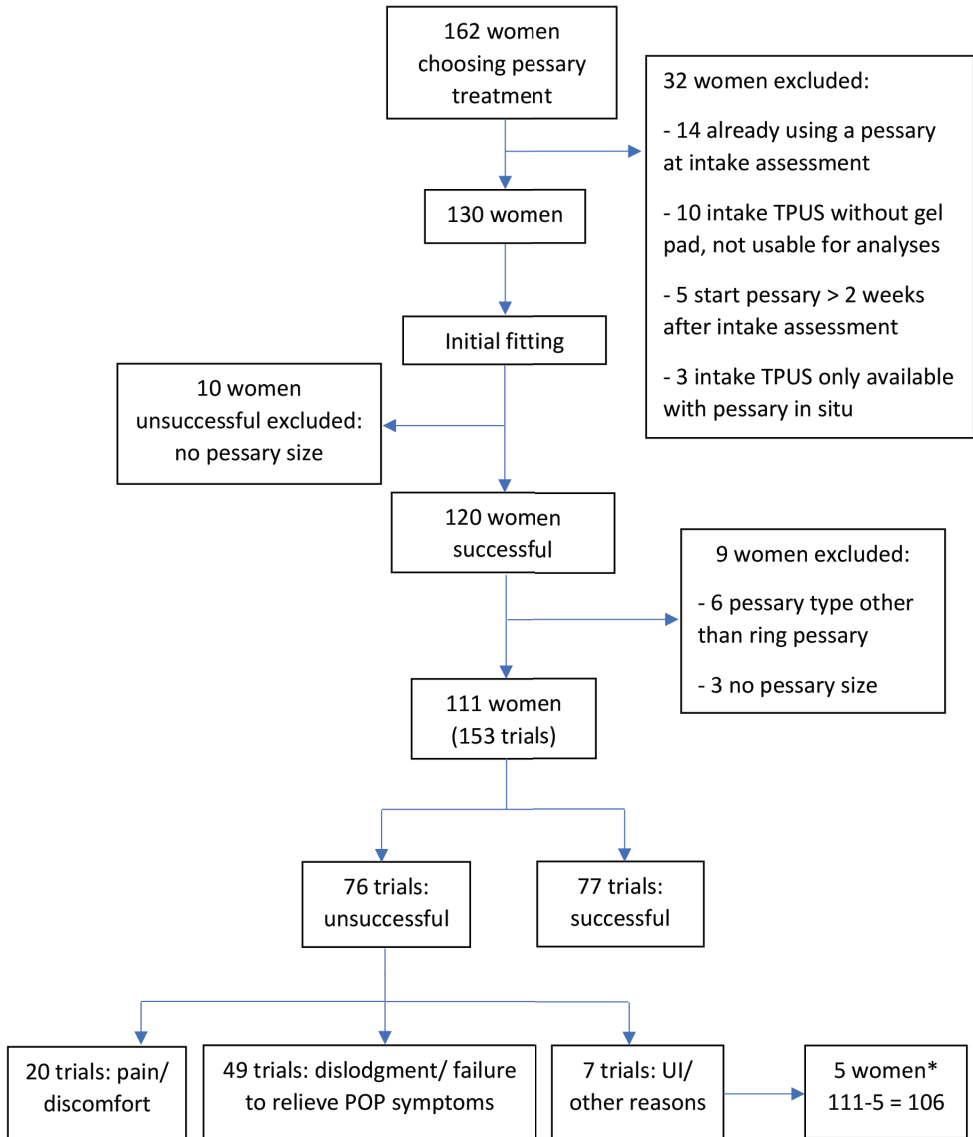 162 women
choosing pessary
treatment
32 women excluded:
- 14 already using a pessary
at intake assessment
- 10 intake TPUS without gel
pad, not usable for analyses
- 5 start pessary > 2 weeks
after intake assessment
- 3 intake TPUS only available
with pessary in situ
130 women
Initial fitting
10 women
unsuccessful excluded:
no pessary size
120 women
successful
9 women excluded:
- 6 pessary type other
than ring pessary
- 3 no pessary size
111 women
(153 trials)
76 trials:
unsuccessful
77 trials:
successful
20 trials: pain/
discomfort
49 trials: dislodgment/ failure
to relieve POP symptoms
7 trials: UI/
other reasons
5 women*
111-5 = 106